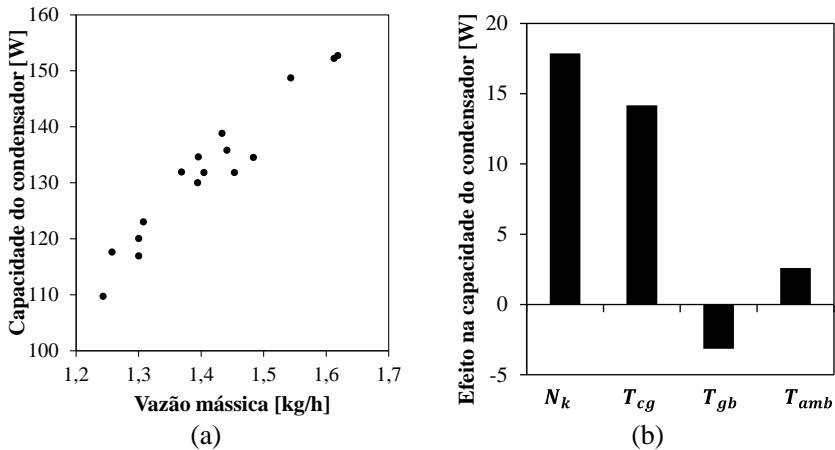 Capacidade do condensador [W]
160
150
140
130
120
110
100
1,2
1,3
1,4
1,5
1,6
1,7
Vazão mássica [kg/h]
(a)
Efeito na capacidade do condensador [W]
20
15
10
5
0
-5
N_k
T_cg
T_gb
T_amb
(b)